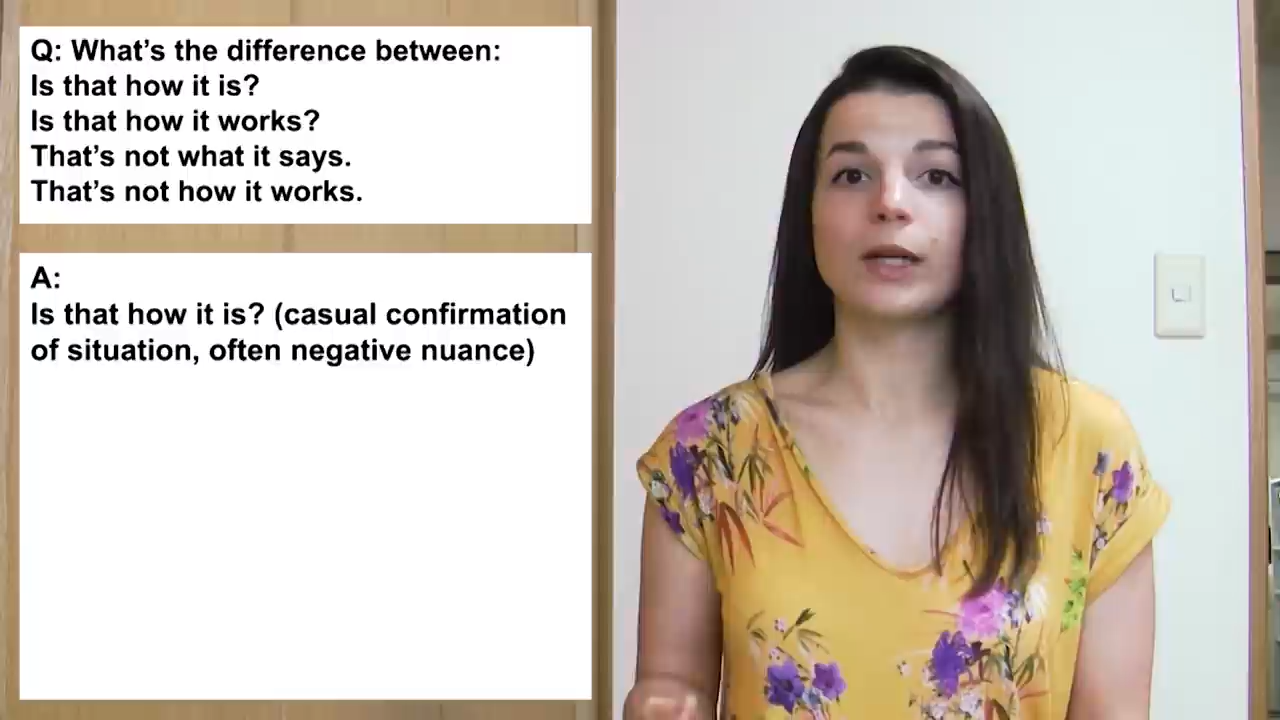 Q: What’s the difference between:
Is that how it is?
Is that how it works?
That’s not what it says.
That’s not how it works.
A:
Is that how it is? (casual confirmation
of situation, often negative nuance)